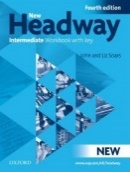 Fourth edition
New
Headway
Intermediate Workbook with key
John and Liz Soars
NEW
OXFORD